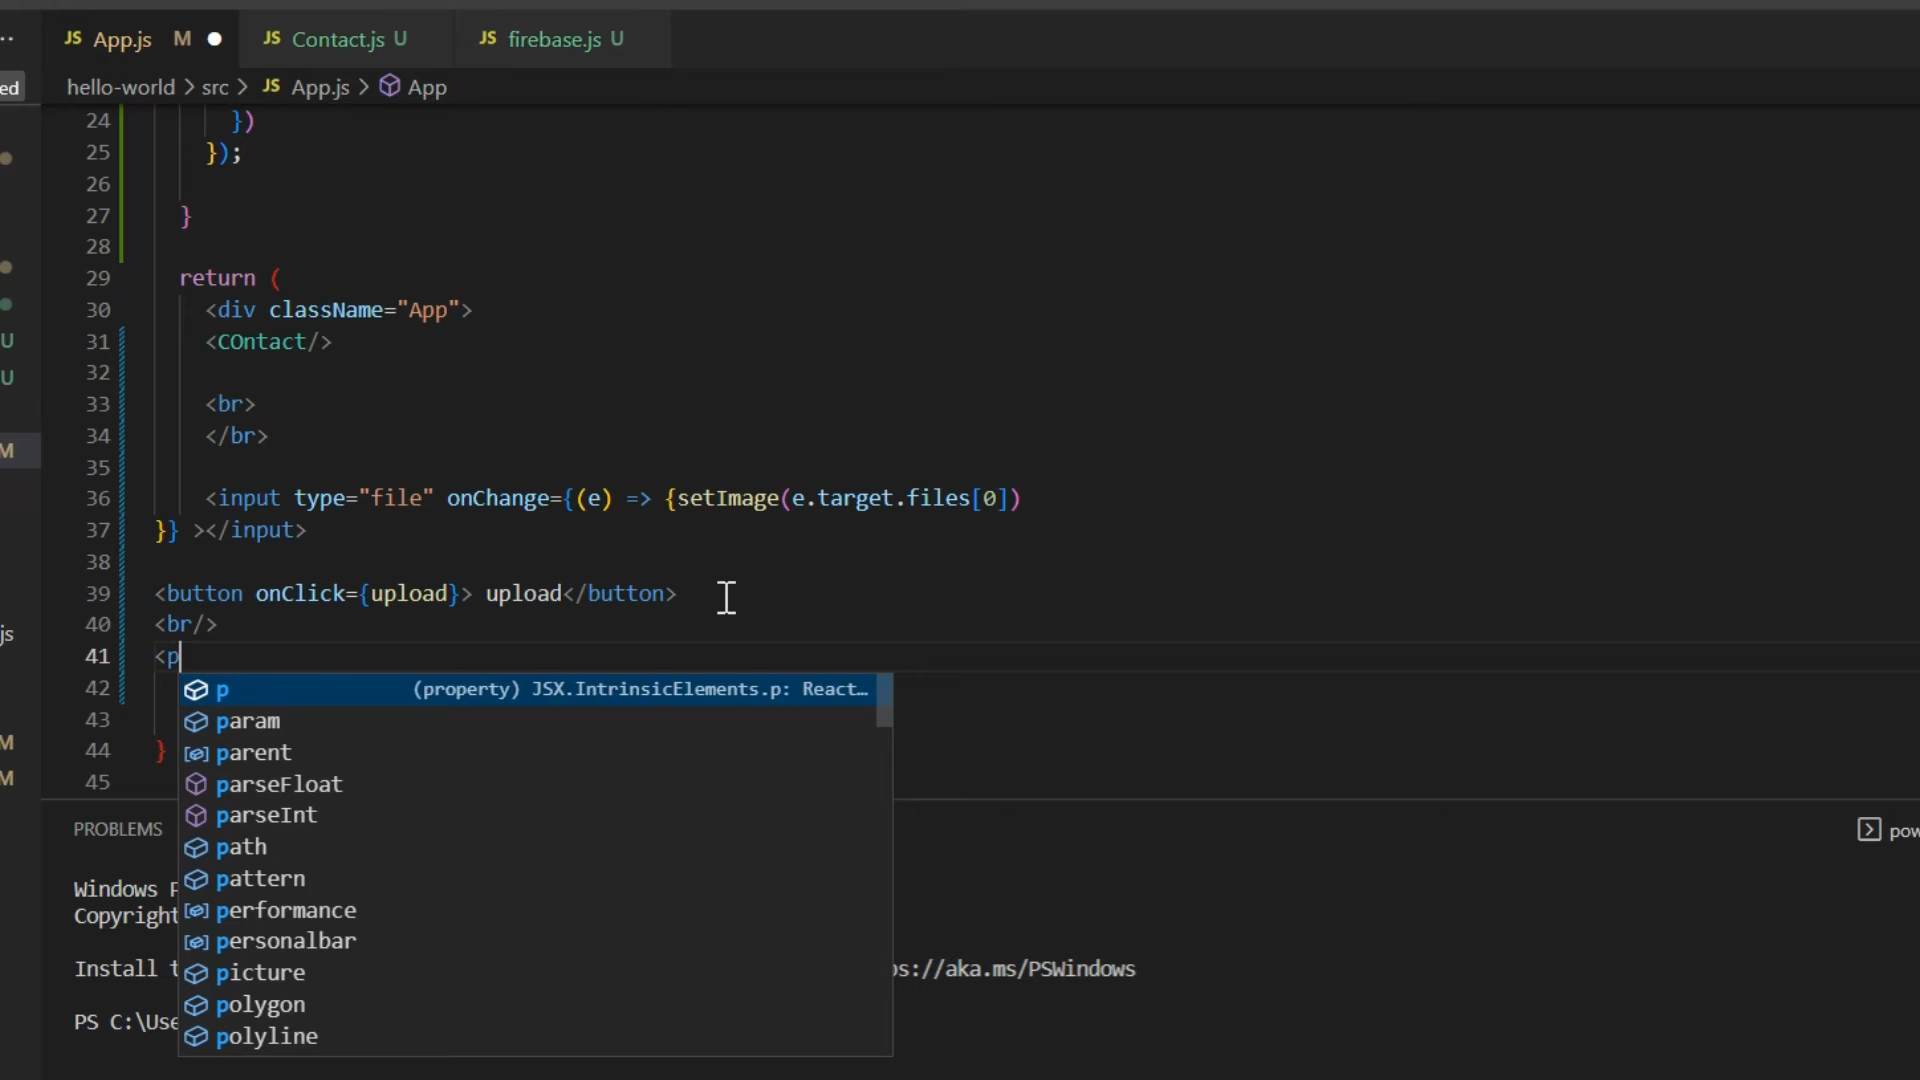 JS App.js M
JS Contact.js U
JS firebase.js U
ed
hello-world > src > JS App.js > App
24 })
25 });
26
27 }
28
29 return (
30 <div className="App">
31 <COntact/>
32
33 <br>
34 </br>
35
36 <input type="file" onChange={(e) => {setImage(e.target.files[0])
37 }} ></input>
38
39 <button onClick={upload}> upload</button>
40 <br/>
41 <p
42
43
44 }
45
p (property) JSX.IntrinsicElements.p: React…
param
parent
parseFloat
parseInt
path
pattern
performance
personalbar
picture
polygon
polyline
U
U
M
js
M
M
PROBLEMS
pow
Windows P
Copyright
Install t
ps://aka.ms/PSWindows
PS C:\Use